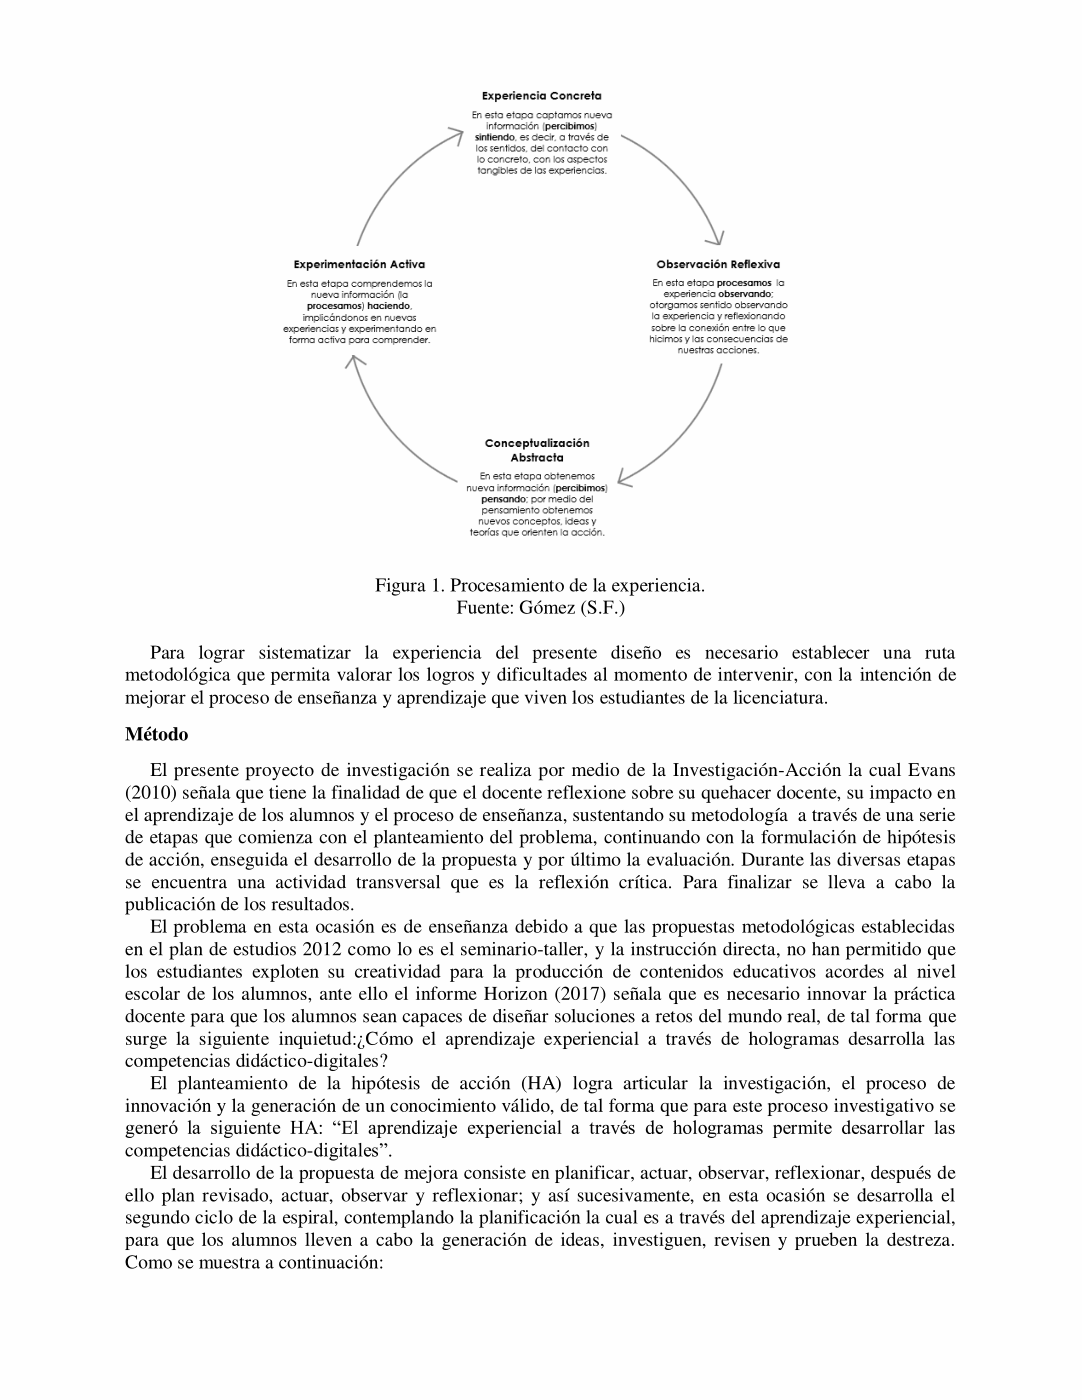 Experiencia Concreta
En esta etapa captamos nueva
información (percibimos)
sintiendo, es decir, a través de
los sentidos, del contacto con
lo concreto, con los aspectos
tangibles de las experiencias.
Experimentación Activa
En esta etapa comprendemos la
nueva información (la
procesamos) haciendo,
implicándonos en nuevas
experiencias y experimentando en
forma activa para comprender.
Observación Reflexiva
En esta etapa procesamos la
experiencia observando;
otorgamos sentido observando
la experiencia y reflexionando
sobre la conexión entre lo que
hicimos y las consecuencias de
nuestras acciones.
Conceptualización
Abstracta
En esta etapa obtenemos
nueva información (percibimos)
pensando; por medio del
pensamiento obtenemos
nuevos conceptos, ideas y
teorías que orienten la acción.
Figura 1. Procesamiento de la experiencia.
Fuente: Gómez (S.F.)
Para lograr sistematizar la experiencia del presente diseño es necesario establecer una ruta
metodológica que permita valorar los logros y dificultades al momento de intervenir, con la intención de
mejorar el proceso de enseñanza y aprendizaje que viven los estudiantes de la licenciatura.
Método
El presente proyecto de investigación se realiza por medio de la Investigación-Acción la cual Evans
(2010) señala que tiene la finalidad de que el docente reflexione sobre su quehacer docente, su impacto en
el aprendizaje de los alumnos y el proceso de enseñanza, sustentando su metodología a través de una serie
de etapas que comienza con el planteamiento del problema, continuando con la formulación de hipótesis
de acción, enseguida el desarrollo de la propuesta y por último la evaluación. Durante las diversas etapas
se encuentra una actividad transversal que es la reflexión crítica. Para finalizar se lleva a cabo la
publicación de los resultados.
El problema en esta ocasión es de enseñanza debido a que las propuestas metodológicas establecidas
en el plan de estudios 2012 como lo es el seminario-taller, y la instrucción directa, no han permitido que
los estudiantes exploten su creatividad para la producción de contenidos educativos acordes al nivel
escolar de los alumnos, ante ello el informe Horizon (2017) señala que es necesario innovar la práctica
docente para que los alumnos sean capaces de diseñar soluciones a retos del mundo real, de tal forma que
surge la siguiente inquietud:¿Cómo el aprendizaje experiencial a través de hologramas desarrolla las
competencias didáctico-digitales?
El planteamiento de la hipótesis de acción (HA) logra articular la investigación, el proceso de
innovación y la generación de un conocimiento válido, de tal forma que para este proceso investigativo se
generó la siguiente HA: “El aprendizaje experiencial a través de hologramas permite desarrollar las
competencias didáctico-digitales”.
El desarrollo de la propuesta de mejora consiste en planificar, actuar, observar, reflexionar, después de
ello plan revisado, actuar, observar y reflexionar; y así sucesivamente, en esta ocasión se desarrolla el
segundo ciclo de la espiral, contemplando la planificación la cual es a través del aprendizaje experiencial,
para que los alumnos lleven a cabo la generación de ideas, investiguen, revisen y prueben la destreza.
Como se muestra a continuación: